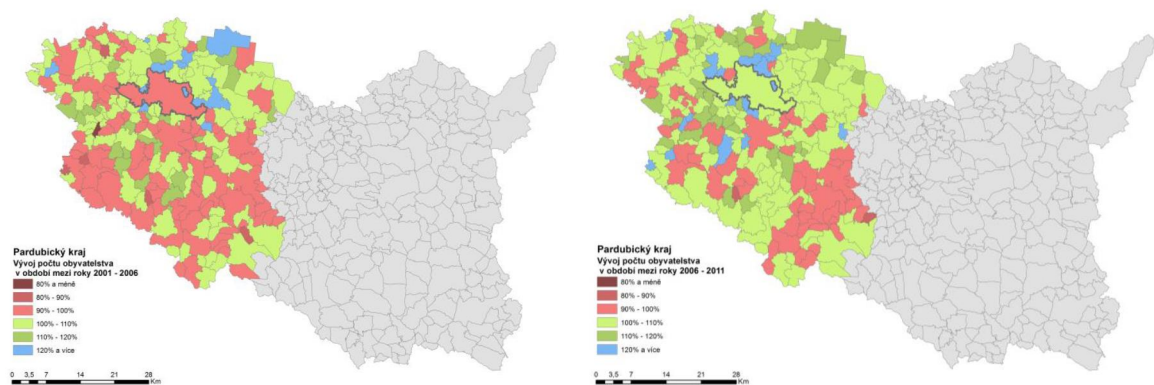 Pardubický kraj
Vývoj počtu obyvatelstva
v období mezi roky 2001 - 2006
80% a méně
80% - 90%
90% - 100%
100% - 110%
110% - 120%
120% a více
0 3,5 7 14 21 28
Km
Pardubický kraj
Vývoj počtu obyvatelstva
v období mezi roky 2006 - 2011
80% a méně
80% - 90%
90% - 100%
100% - 110%
110% - 120%
120% a více
0 3,5 7 14 21 28
Km